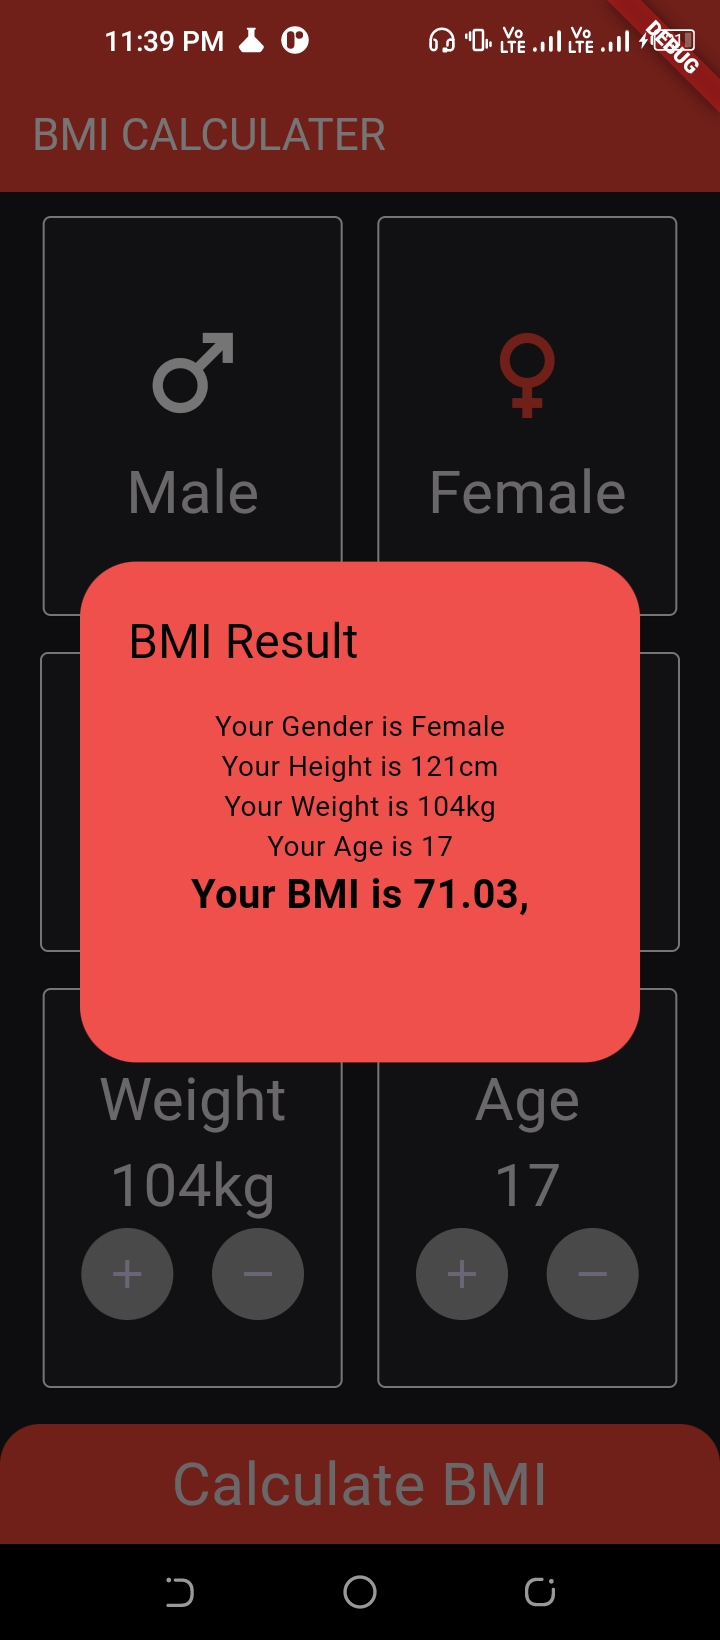 11:39 PM Vo LTE Vo LTE
DEBUG
BMI CALCULATER
Male Female
BMI Result
Your Gender is Female
Your Height is 121cm
Your Weight is 104kg
Your Age is 17
Your BMI is 71.03,
Weight Age
104kg 17
+ − + −
Calculate BMI